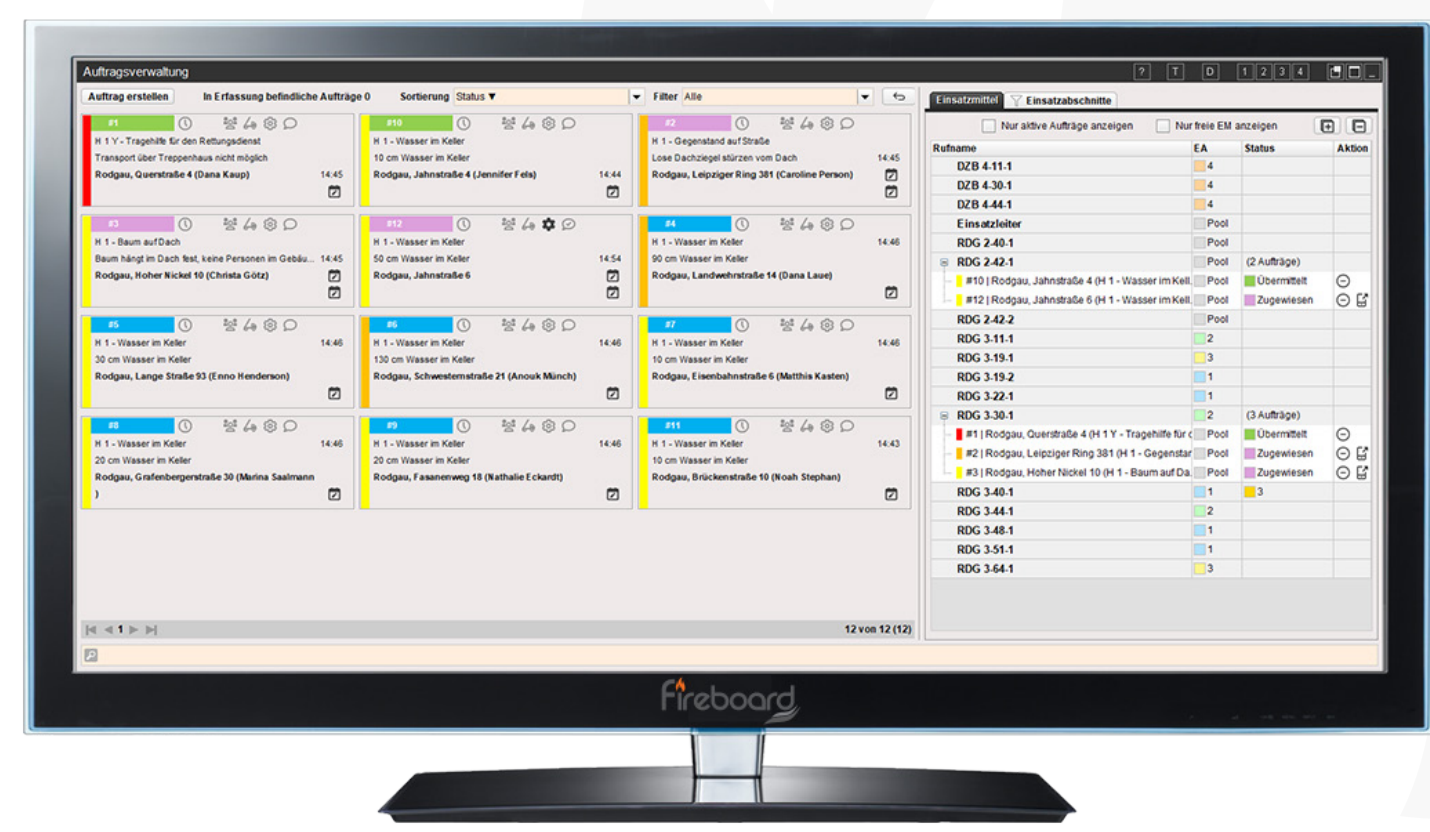 Auftragsverwaltung
? T D 1 2 3 4
Auftrag erstellen In Erfassung befindliche Aufträge 0 Sortierung Status ▼ Filter Alle
#1
H 1 Y - Tragehilfe für den Rettungsdienst
Transport über Treppenhaus nicht möglich
Rodgau, Querstraße 4 (Dana Kaup) 14:45
#10
H 1 - Wasser im Keller
10 cm Wasser im Keller
Rodgau, Jahnstraße 4 (Jennifer Fels) 14:44
#2
H 1 - Gegenstand auf Straße
Lose Dachziegel stürzen vom Dach 14:45
Rodgau, Leipziger Ring 381 (Caroline Person)
#3
H 1 - Baum auf Dach
Baum hängt im Dach fest, keine Personen im Gebäu... 14:45
Rodgau, Hoher Nickel 10 (Christa Götz)
#12
H 1 - Wasser im Keller
50 cm Wasser im Keller 14:54
Rodgau, Jahnstraße 6
#4
H 1 - Wasser im Keller 14:46
90 cm Wasser im Keller
Rodgau, Landwehrstraße 14 (Dana Laue)
#5
H 1 - Wasser im Keller 14:46
30 cm Wasser im Keller
Rodgau, Lange Straße 93 (Enno Henderson)
#6
H 1 - Wasser im Keller 14:46
130 cm Wasser im Keller
Rodgau, Schwesternstraße 21 (Anouk Münch)
#7
H 1 - Wasser im Keller 14:46
10 cm Wasser im Keller
Rodgau, Eisenbahnstraße 6 (Matthis Kasten)
#8
H 1 - Wasser im Keller 14:46
20 cm Wasser im Keller
Rodgau, Grafenbergerstraße 30 (Marina Saalmann
)
#9
H 1 - Wasser im Keller 14:46
20 cm Wasser im Keller
Rodgau, Fasanenweg 18 (Nathalie Eckardt)
#11
H 1 - Wasser im Keller 14:43
10 cm Wasser im Keller
Rodgau, Brückenstraße 10 (Noah Stephan)
1 12 von 12 (12)
Einsatzmittel Einsatzabschnitte
Nur aktive Aufträge anzeigen Nur freie EM anzeigen
Rufname EA Status Aktion
DZB 4-11-1 4
DZB 4-30-1 4
DZB 4-44-1 4
Einsatzleiter Pool
RDG 2-40-1 Pool
RDG 2-42-1 Pool (2 Aufträge)
#10 | Rodgau, Jahnstraße 4 (H 1 - Wasser im Kell. Pool Übermittelt
#12 | Rodgau, Jahnstraße 6 (H 1 - Wasser im Kell. Pool Zugewiesen
RDG 2-42-2 Pool
RDG 3-11-1 2
RDG 3-19-1 3
RDG 3-19-2 1
RDG 3-22-1 1
RDG 3-30-1 2 (3 Aufträge)
#1 | Rodgau, Querstraße 4 (H 1 Y - Tragehilfe für d Pool Übermittelt
#2 | Rodgau, Leipziger Ring 381 (H 1 - Gegenstar Pool Zugewiesen
#3 | Rodgau, Hoher Nickel 10 (H 1 - Baum auf Da. Pool Zugewiesen
RDG 3-40-1 1 3
RDG 3-44-1 2
RDG 3-48-1 1
RDG 3-51-1 1
RDG 3-64-1 3
Fireboard